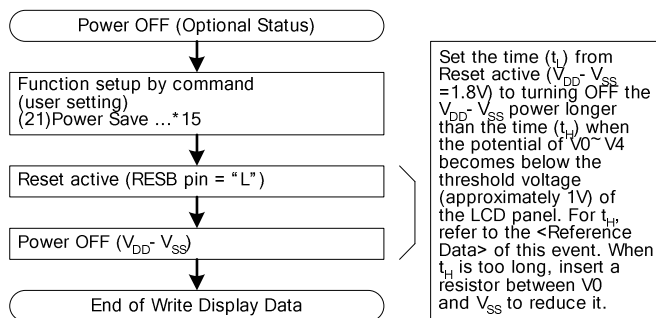 Power OFF (Optional Status)
Function setup by command
(user setting)
(21)Power Save ...*15
Reset active (RESB pin = “L”)
Power OFF (VDD- VSS)
End of Write Display Data
Set the time (tL) from
Reset active (VDD- VSS
=1.8V) to turning OFF the
VDD- VSS power longer
than the time (tH) when
the potential of V0~V4
becomes below the
threshold voltage
(approximately 1V) of
the LCD panel. For tH,
refer to the <Reference
Data> of this event. When
tH is too long, insert a
resistor between V0
and VSS to reduce it.